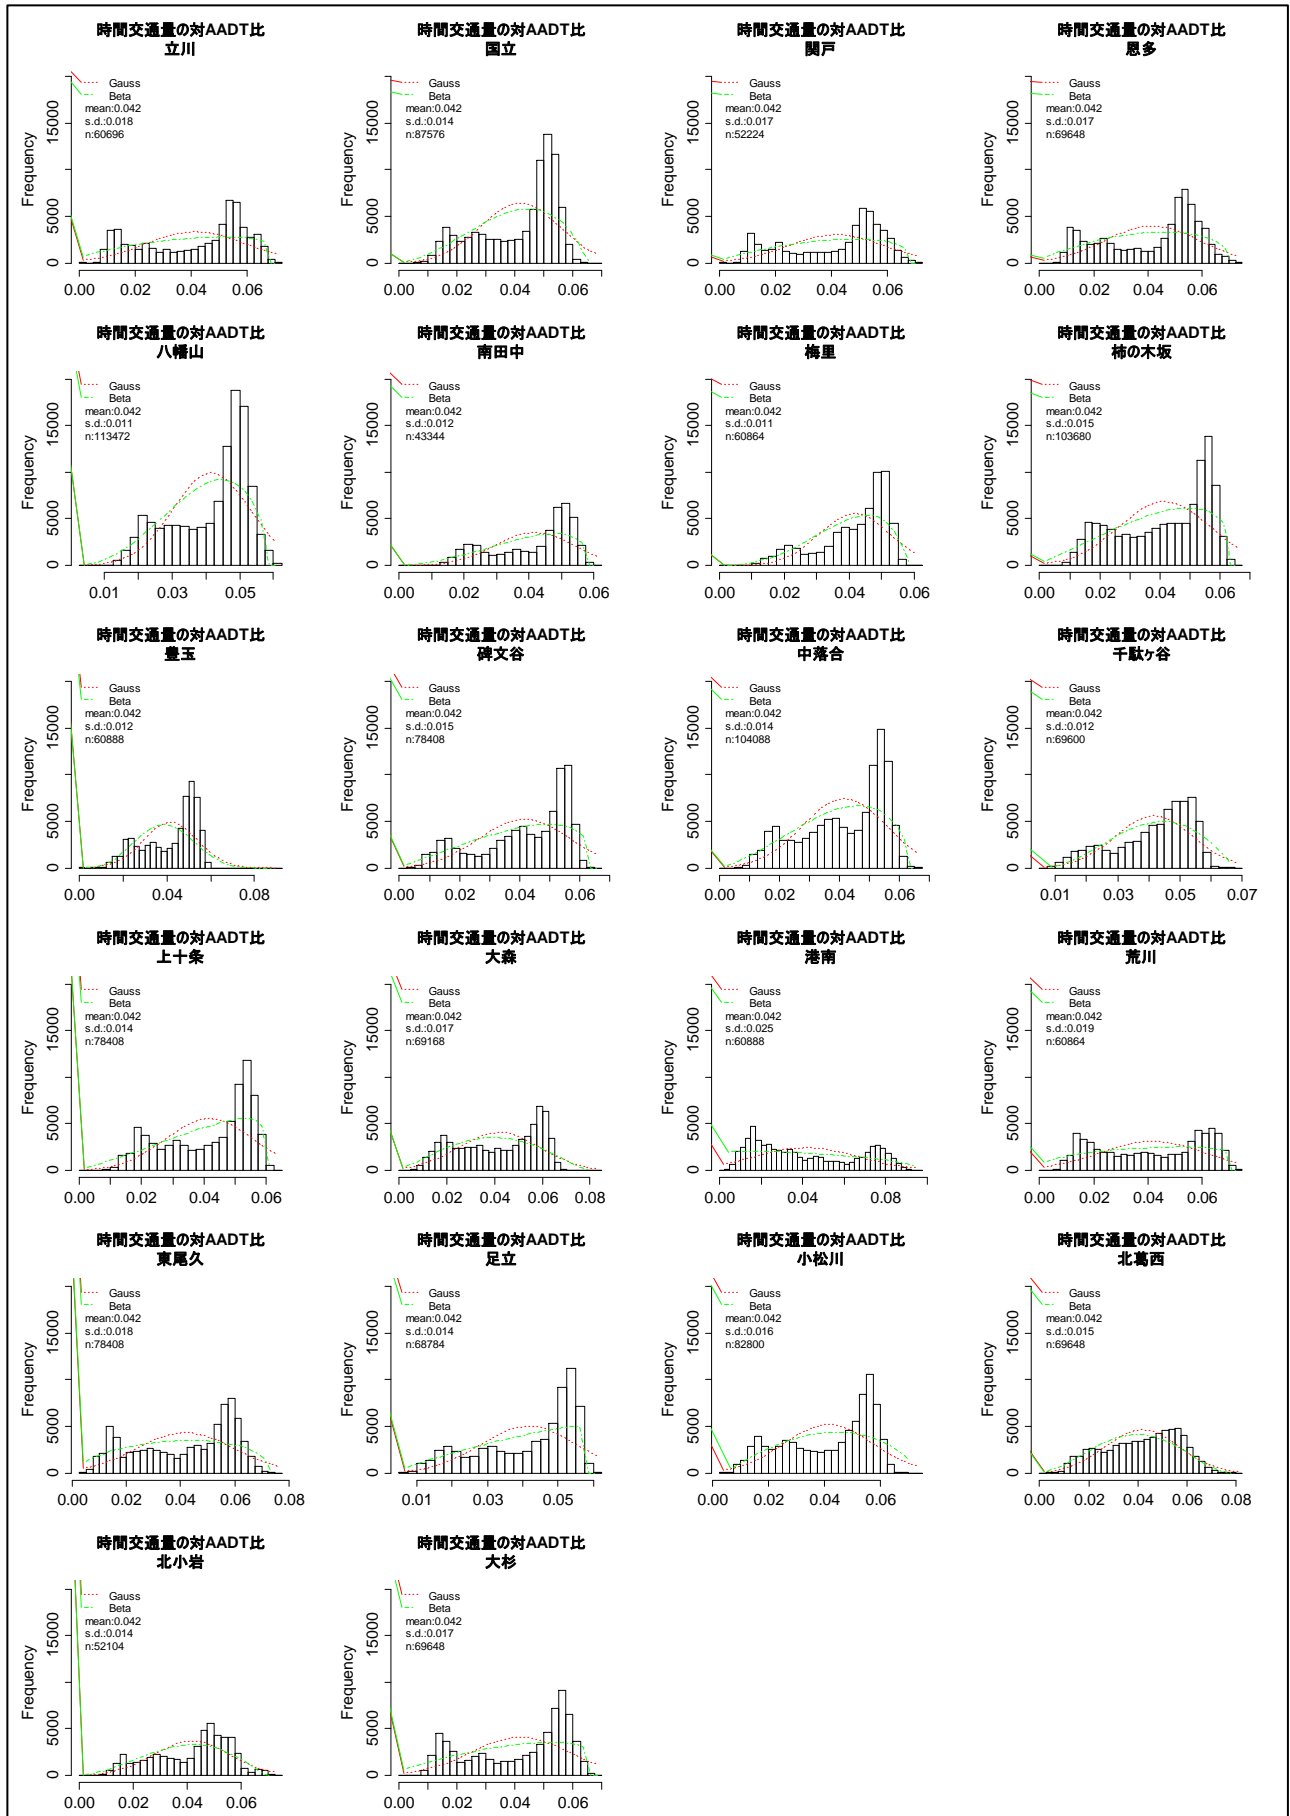 時間交通量の対AADT比
立川
Gauss
Beta
mean:0.042
s.d.:0.018
n:60696
Frequency
0 5000 15000
0.00 0.02 0.04 0.06
時間交通量の対AADT比
国立
Gauss
Beta
mean:0.042
s.d.:0.014
n:87576
Frequency
0 5000 15000
0.00 0.02 0.04 0.06
時間交通量の対AADT比
関戸
Gauss
Beta
mean:0.042
s.d.:0.017
n:52224
Frequency
0 5000 15000
0.00 0.02 0.04 0.06
時間交通量の対AADT比
恩多
Gauss
Beta
mean:0.042
s.d.:0.017
n:69648
Frequency
0 5000 15000
0.00 0.02 0.04 0.06
時間交通量の対AADT比
八幡山
Gauss
Beta
mean:0.042
s.d.:0.011
n:113472
Frequency
0 5000 15000
0.01 0.03 0.05
時間交通量の対AADT比
南田中
Gauss
Beta
mean:0.042
s.d.:0.012
n:43344
Frequency
0 5000 15000
0.00 0.02 0.04 0.06
時間交通量の対AADT比
梅里
Gauss
Beta
mean:0.042
s.d.:0.011
n:60864
Frequency
0 5000 15000
0.00 0.02 0.04 0.06
時間交通量の対AADT比
柿の木坂
Gauss
Beta
mean:0.042
s.d.:0.015
n:103680
Frequency
0 5000 15000
0.00 0.02 0.04 0.06
時間交通量の対AADT比
豊玉
Gauss
Beta
mean:0.042
s.d.:0.012
n:60888
Frequency
0 5000 15000
0.00 0.04 0.08
時間交通量の対AADT比
碑文谷
Gauss
Beta
mean:0.042
s.d.:0.015
n:78408
Frequency
0 5000 15000
0.00 0.02 0.04 0.06
時間交通量の対AADT比
中落合
Gauss
Beta
mean:0.042
s.d.:0.014
n:104088
Frequency
0 5000 15000
0.00 0.02 0.04 0.06
時間交通量の対AADT比
千駄ヶ谷
Gauss
Beta
mean:0.042
s.d.:0.012
n:69600
Frequency
0 5000 15000
0.01 0.03 0.05 0.07
時間交通量の対AADT比
上十条
Gauss
Beta
mean:0.042
s.d.:0.014
n:78408
Frequency
0 5000 15000
0.00 0.02 0.04 0.06
時間交通量の対AADT比
大森
Gauss
Beta
mean:0.042
s.d.:0.017
n:69168
Frequency
0 5000 15000
0.00 0.02 0.04 0.06 0.08
時間交通量の対AADT比
港南
Gauss
Beta
mean:0.042
s.d.:0.025
n:60888
Frequency
0 5000 15000
0.00 0.04 0.08
時間交通量の対AADT比
荒川
Gauss
Beta
mean:0.042
s.d.:0.019
n:60864
Frequency
0 5000 15000
0.00 0.02 0.04 0.06
時間交通量の対AADT比
東尾久
Gauss
Beta
mean:0.042
s.d.:0.018
n:78408
Frequency
0 5000 15000
0.00 0.02 0.04 0.06 0.08
時間交通量の対AADT比
足立
Gauss
Beta
mean:0.042
s.d.:0.014
n:68784
Frequency
0 5000 15000
0.01 0.03 0.05
時間交通量の対AADT比
小松川
Gauss
Beta
mean:0.042
s.d.:0.016
n:82800
Frequency
0 5000 15000
0.00 0.02 0.04 0.06
時間交通量の対AADT比
北葛西
Gauss
Beta
mean:0.042
s.d.:0.015
n:69648
Frequency
0 5000 15000
0.00 0.02 0.04 0.06 0.08
時間交通量の対AADT比
北小岩
Gauss
Beta
mean:0.042
s.d.:0.014
n:52104
Frequency
0 5000 15000
0.00 0.02 0.04 0.06
時間交通量の対AADT比
大杉
Gauss
Beta
mean:0.042
s.d.:0.017
n:69648
Frequency
0 5000 15000
0.00 0.02 0.04 0.06